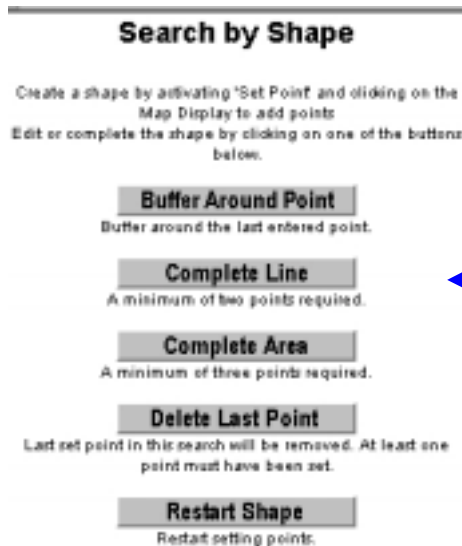 Search by Shape
Create a shape by activating 'Set Point' and clicking on the
Map Display to add points
Edit or complete the shape by clicking on one of the buttons
below.
Buffer Around Point
Buffer around the last entered point.
Complete Line
A minimum of two points required.
Complete Area
A minimum of three points required.
Delete Last Point
Last set point in this search will be removed. At least one
point must have been set.
Restart Shape
Restart setting points.